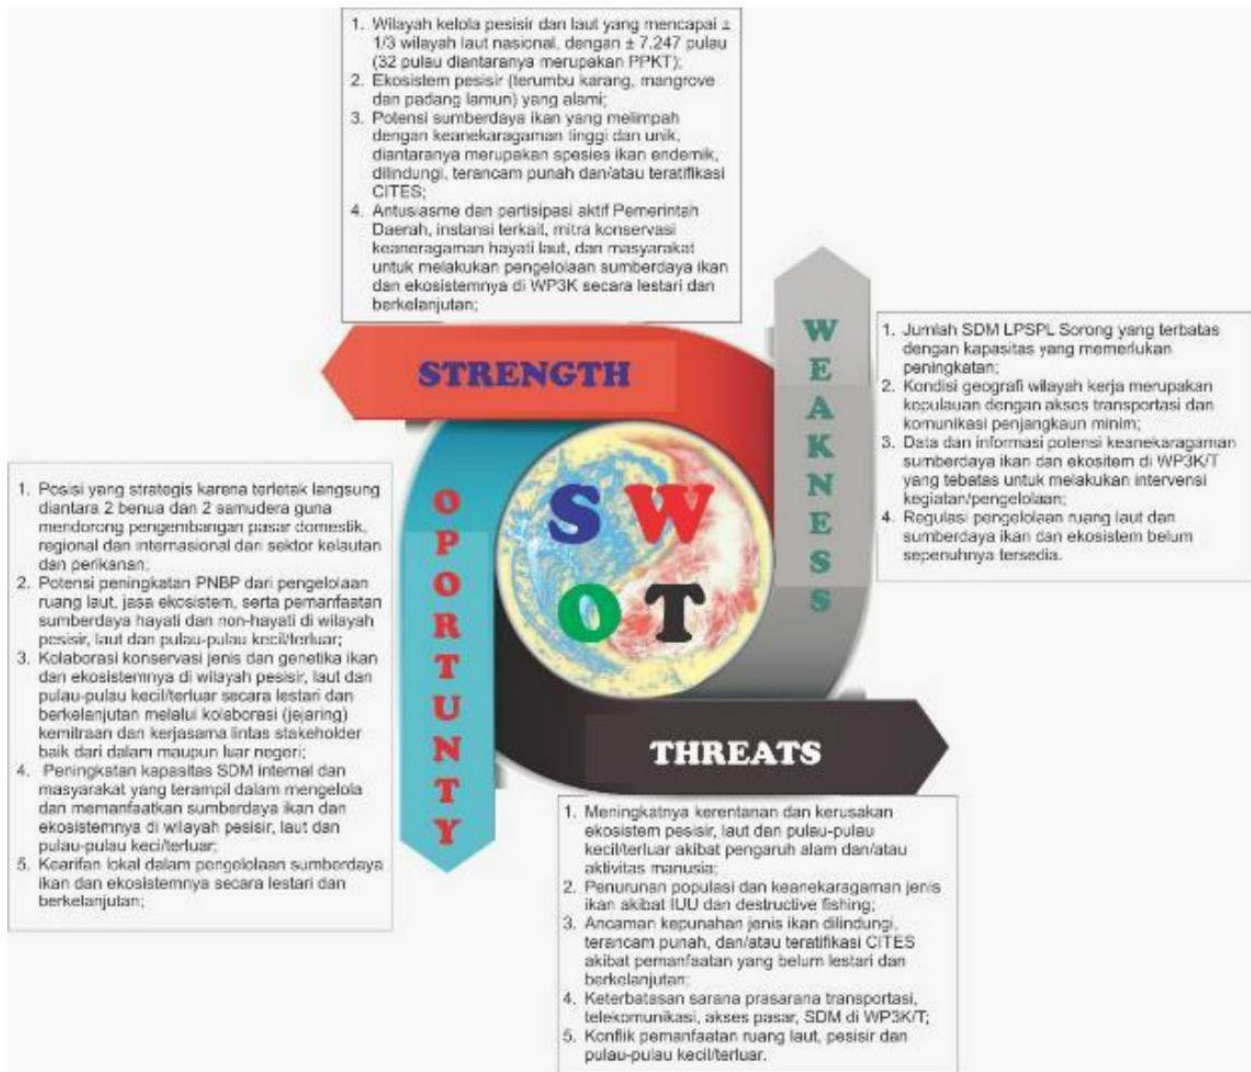 1. Wilayah kelola pesisir dan laut yang mencapai ±
1/3 wilayah laut nasional, dengan ± 7.247 pulau
(32 pulau diantaranya merupakan PPKT);
2. Ekosistem pesisir (terumbu karang, mangrove
dan padang lamun) yang alami;
3. Potensi sumberdaya ikan yang melimpah
dengan keanekaragaman tinggi dan unik,
diantaranya merupakan spesies ikan endemik,
dilindungi, terancam punah dan/atau teratifikasi
CITES;
4. Antusiasme dan partisipasi aktif Pemerintah
Daerah, instansi terkait, mitra konservasi
keaneragaman hayati laut, dan masyarakat
untuk melakukan pengelolaan sumberdaya ikan
dan ekosistemnya di WP3K secara lestari dan
berkelanjutan;
STRENGTH
WEAKNESS
1. Jumlah SDM LPSPL Sorong yang terbatas
dengan kapasitas yang memerlukan
peningkatan;
2. Kondisi geografi wilayah kerja merupakan
kepulauan dengan akses transportasi dan
komunikasi penjangkaun minim;
3. Data dan informasi potensi keanekaragaman
sumberdaya ikan dan ekositem di WP3K/T
yang tebatas untuk melakukan intervensi
kegiatan/pengelolaan;
4. Regulasi pengelolaan ruang laut dan
sumberdaya ikan dan ekosistem belum
sepenuhnya tersedia.
1. Posisi yang strategis karena terletak langsung
diantara 2 benua dan 2 samudera guna
mendorong pengembangan pasar domestik,
regional dan internasional dari sektor kelautan
dan perikanan;
2. Potensi peningkatan PNBP dari pengelolaan
ruang laut, jasa ekosistem, serta pemanfaatan
sumberdaya hayati dan non-hayati di wilayah
pesisir, laut dan pulau-pulau kecil/terluar;
3. Kolaborasi konservasi jenis dan genetika ikan
dan ekosistemnya di wilayah pesisir, laut dan
pulau-pulau kecil/terluar secara lestari dan
berkelanjutan melalui kolaborasi (jejaring)
kemitraan dan kerjasama lintas stakeholder
baik dari dalam maupun luar negeri;
4. Peningkatan kapasitas SDM internal dan
masyarakat yang terampil dalam mengelola
dan memanfaatkan sumberdaya ikan dan
ekosistemnya di wilayah pesisir, laut dan
pulau-pulau keci/terluar;
5. Kearifan lokal dalam pengelolaan sumberdaya
ikan dan ekosistemnya secara lestari dan
berkelanjutan;
OPORTUNTY
S W
O T
THREATS
1. Meningkatnya kerentanan dan kerusakan
ekosistem pesisir, laut dan pulau-pulau
kecil/terluar akibat pengaruh alam dan/atau
aktivitas manusia;
2. Penurunan populasi dan keanekaragaman jenis
ikan akibat IUU dan destructive fishing;
3. Ancaman kepunahan jenis ikan dilindungi,
terancam punah, dan/atau teratifikasi CITES
akibat pemanfaatan yang belum lestari dan
berkelanjutan;
4. Keterbatasan sarana prasarana transportasi,
telekomunikasi, akses pasar, SDM di WP3K/T;
5. Konflik pemanfaatan ruang laut, pesisir dan
pulau-pulau kecil/terluar.